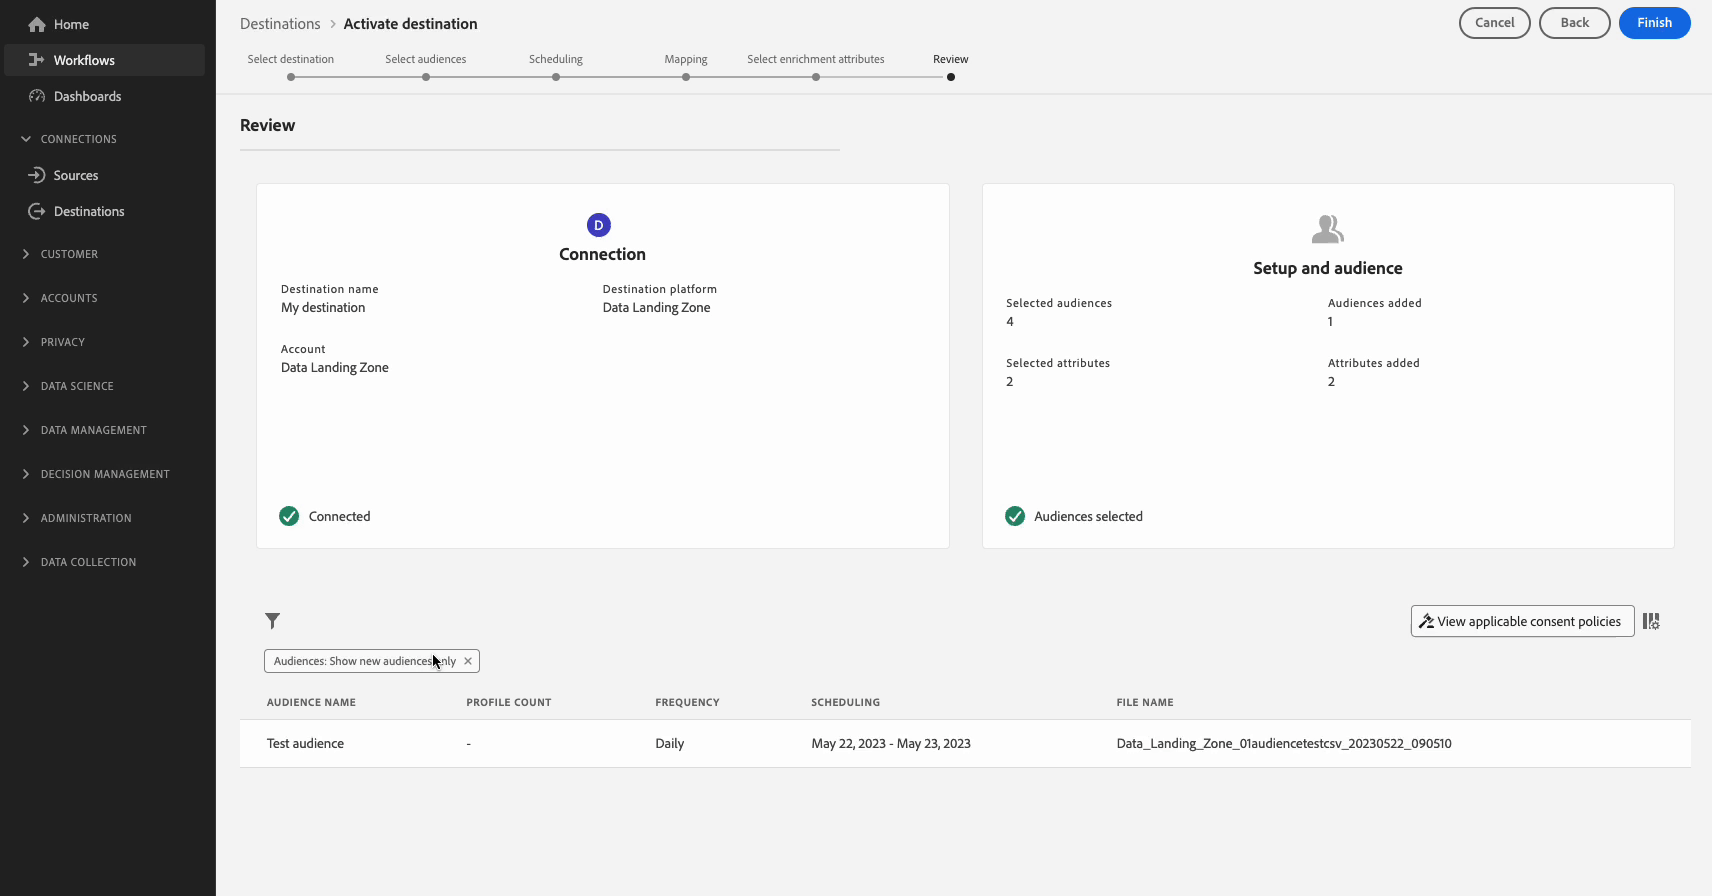 Home
Workflows
Dashboards
CONNECTIONS
Sources
Destinations
CUSTOMER
ACCOUNTS
PRIVACY
DATA SCIENCE
DATA MANAGEMENT
DECISION MANAGEMENT
ADMINISTRATION
DATA COLLECTION
Destinations > Activate destination
Cancel Back Finish
Select destination Select audiences Scheduling Mapping Select enrichment attributes Review
Review
D
Connection
Destination name Destination platform
My destination Data Landing Zone
Account
Data Landing Zone
Connected
Setup and audience
Selected audiences Audiences added
4 1
Selected attributes Attributes added
2 2
Audiences selected
View applicable consent policies
Audiences: Show new audiences only
AUDIENCE NAME PROFILE COUNT FREQUENCY SCHEDULING FILE NAME
Test audience - Daily May 22, 2023 - May 23, 2023 Data_Landing_Zone_01audiencetestcsv_20230522_090510